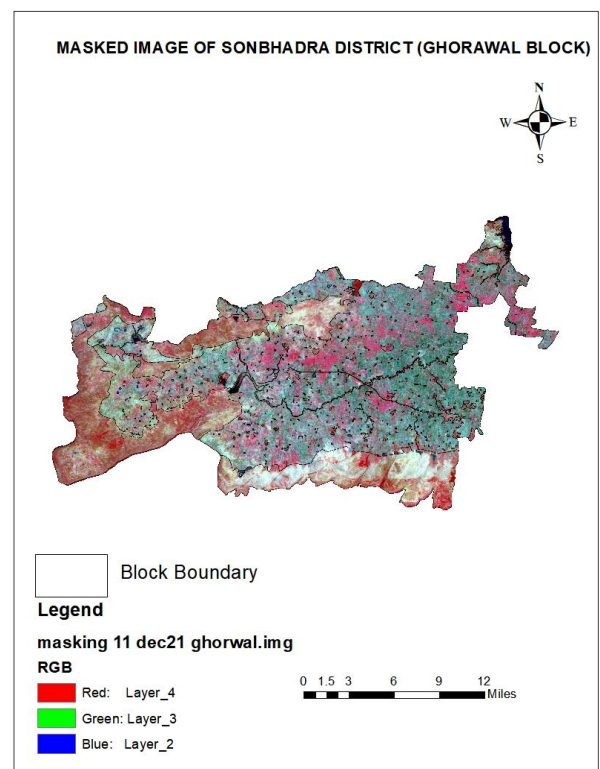 MASKED IMAGE OF SONBHADRA DISTRICT (GHORAWAL BLOCK)
N
W E
S
Block Boundary
Legend
masking 11 dec21 ghorwal.img
RGB
Red: Layer_4
Green: Layer_3
Blue: Layer_2
0 1.5 3 6 9 12
Miles